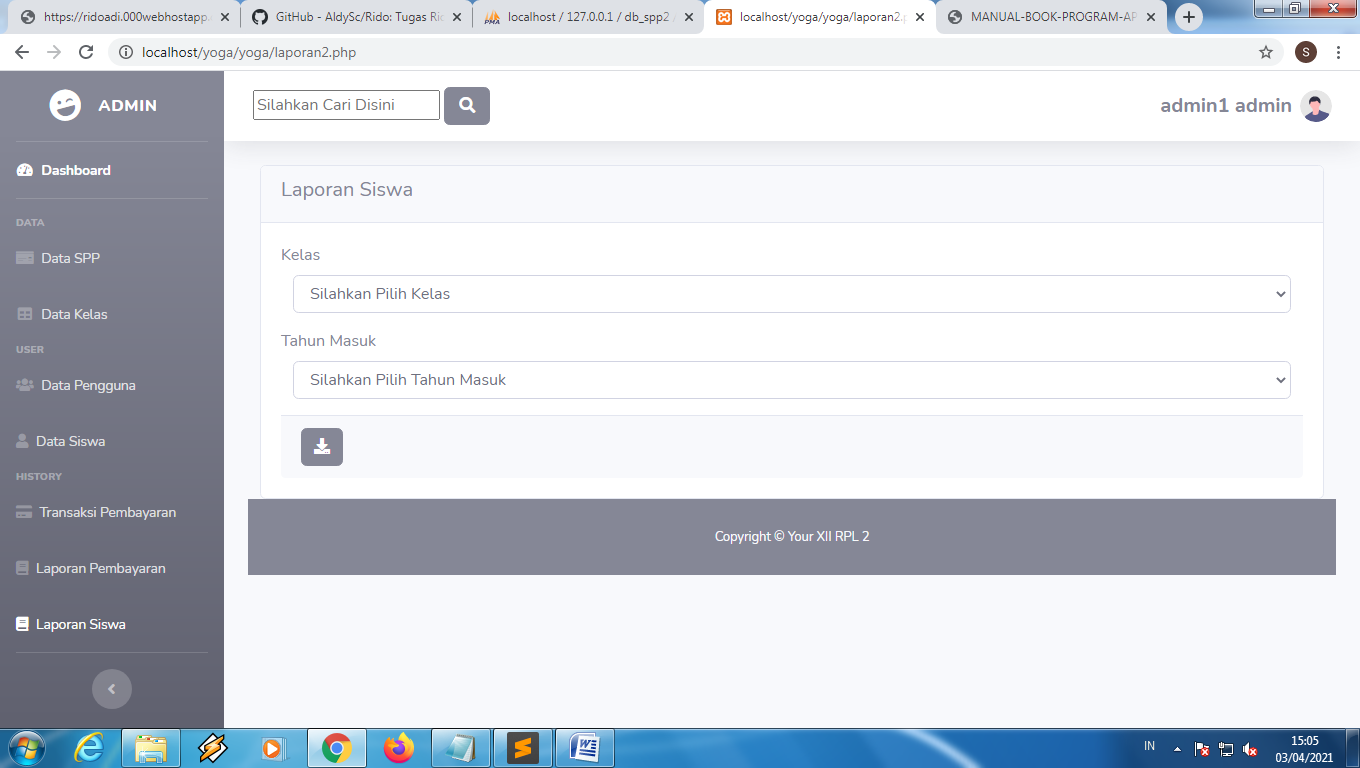 https://ridoadi.000webhostapp.
GitHub - AldySc/Rido: Tugas Ri
localhost / 127.0.0.1 / db_spp2
localhost/yoga/yoga/laporan2.p
MANUAL-BOOK-PROGRAM-AP
localhost/yoga/yoga/laporan2.php
S
ADMIN
Silahkan Cari Disini
admin1 admin
Dashboard
DATA
Data SPP
Data Kelas
USER
Data Pengguna
Data Siswa
HISTORY
Transaksi Pembayaran
Laporan Pembayaran
Laporan Siswa
Laporan Siswa
Kelas
Silahkan Pilih Kelas
Tahun Masuk
Silahkan Pilih Tahun Masuk
Copyright © Your XII RPL 2
IN
15:05
03/04/2021